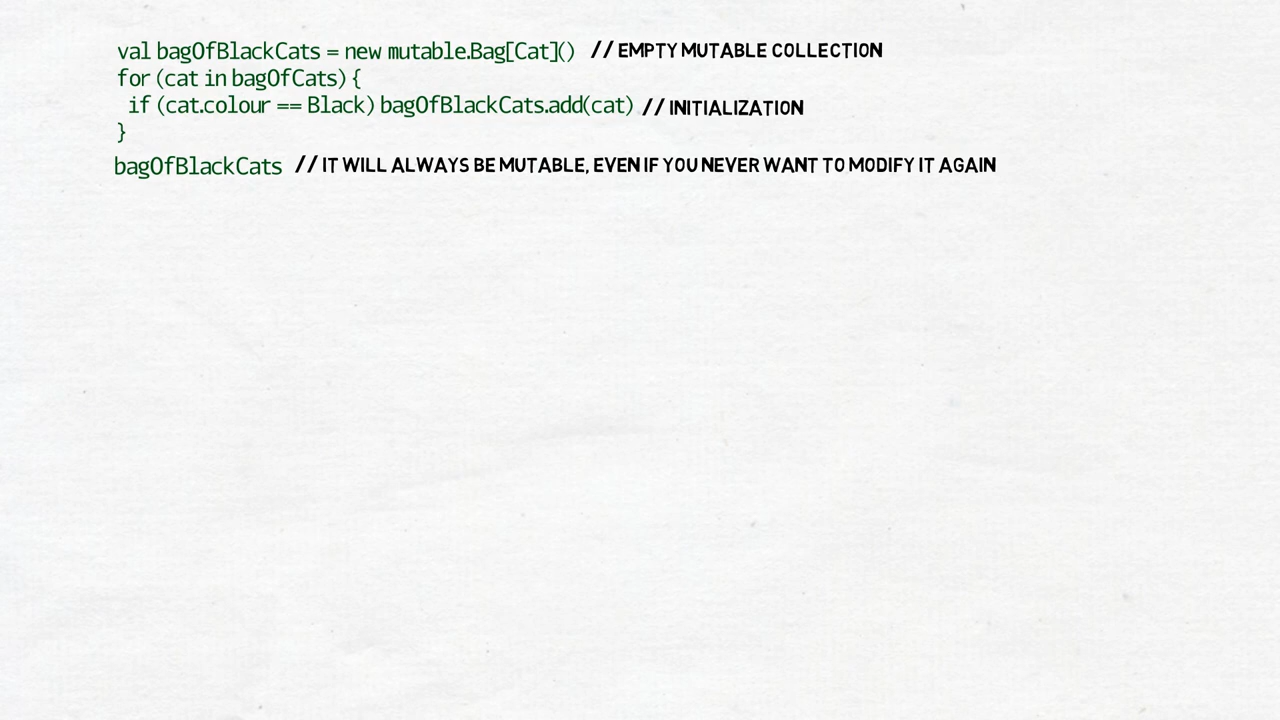 val bagOfBlackCats = new mutable.Bag[Cat]() // EMPTY MUTABLE COLLECTION
for (cat in bagOfCats) {
if (cat.colour == Black) bagOfBlackCats.add(cat) // INITIALIZATION
}
bagOfBlackCats // IT WILL ALWAYS BE MUTABLE, EVEN IF YOU NEVER WANT TO MODIFY IT AGAIN